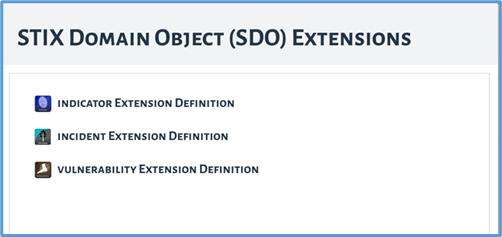 STIX Domain Object (SDO) Extensions
indicator Extension Definition
incident Extension Definition
vulnerability Extension Definition